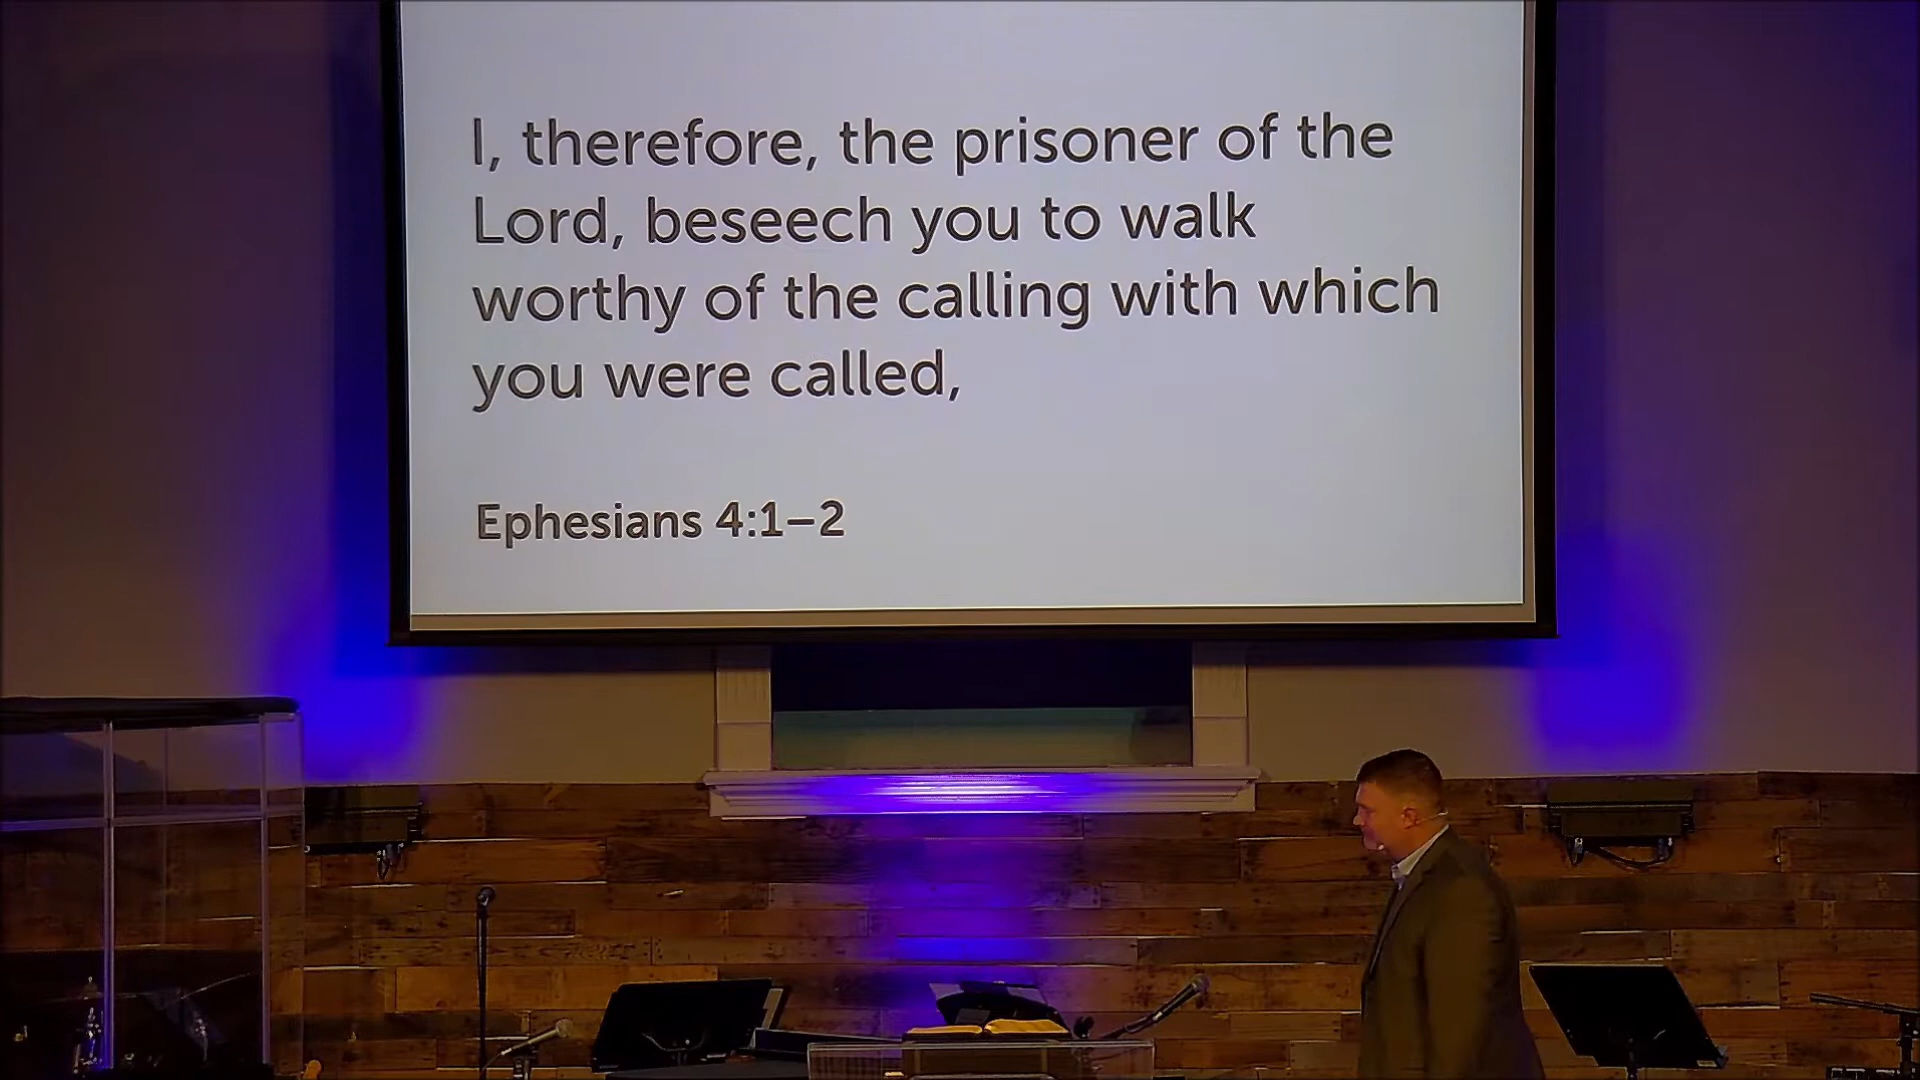 I, therefore, the prisoner of the
Lord, beseech you to walk
worthy of the calling with which
you were called,
Ephesians 4:1–2